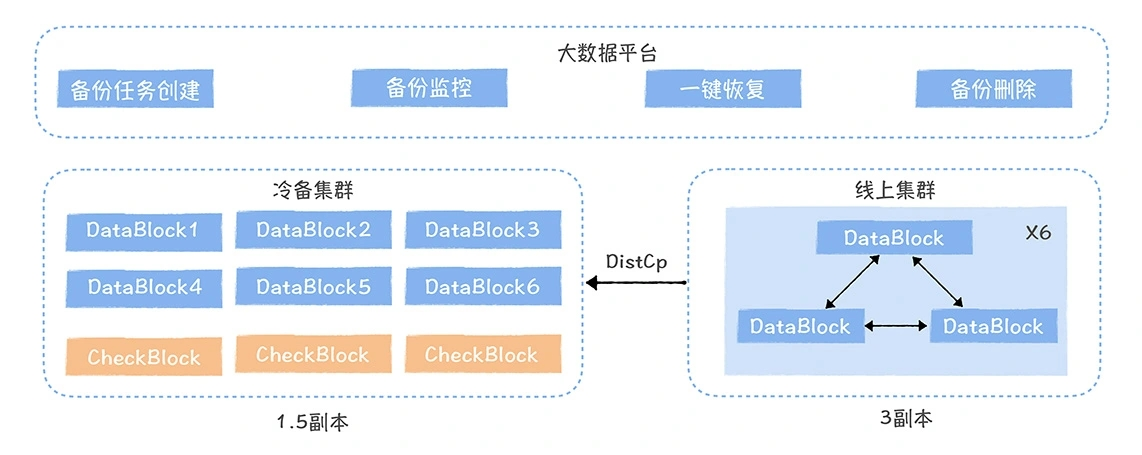 大数据平台
备份任务创建 备份监控 一键恢复 备份删除
冷备集群
DataBlock1 DataBlock2 DataBlock3
DataBlock4 DataBlock5 DataBlock6
CheckBlock CheckBlock CheckBlock
1.5副本
DistCp
线上集群
DataBlock X6
DataBlock DataBlock
3副本